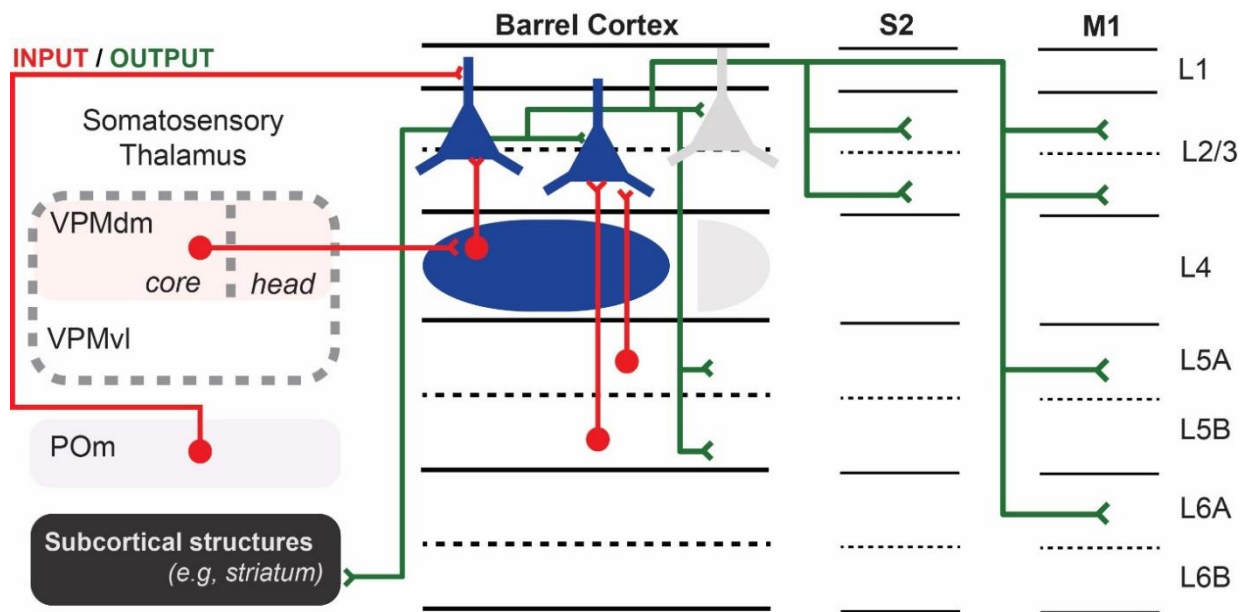 Barrel Cortex
S2
M1
INPUT / OUTPUT
L1
Somatosensory
Thalamus
L2/3
VPMdm
core
head
L4
VPMvl
L5A
POm
L5B
L6A
Subcortical structures
(e.g, striatum)
L6B